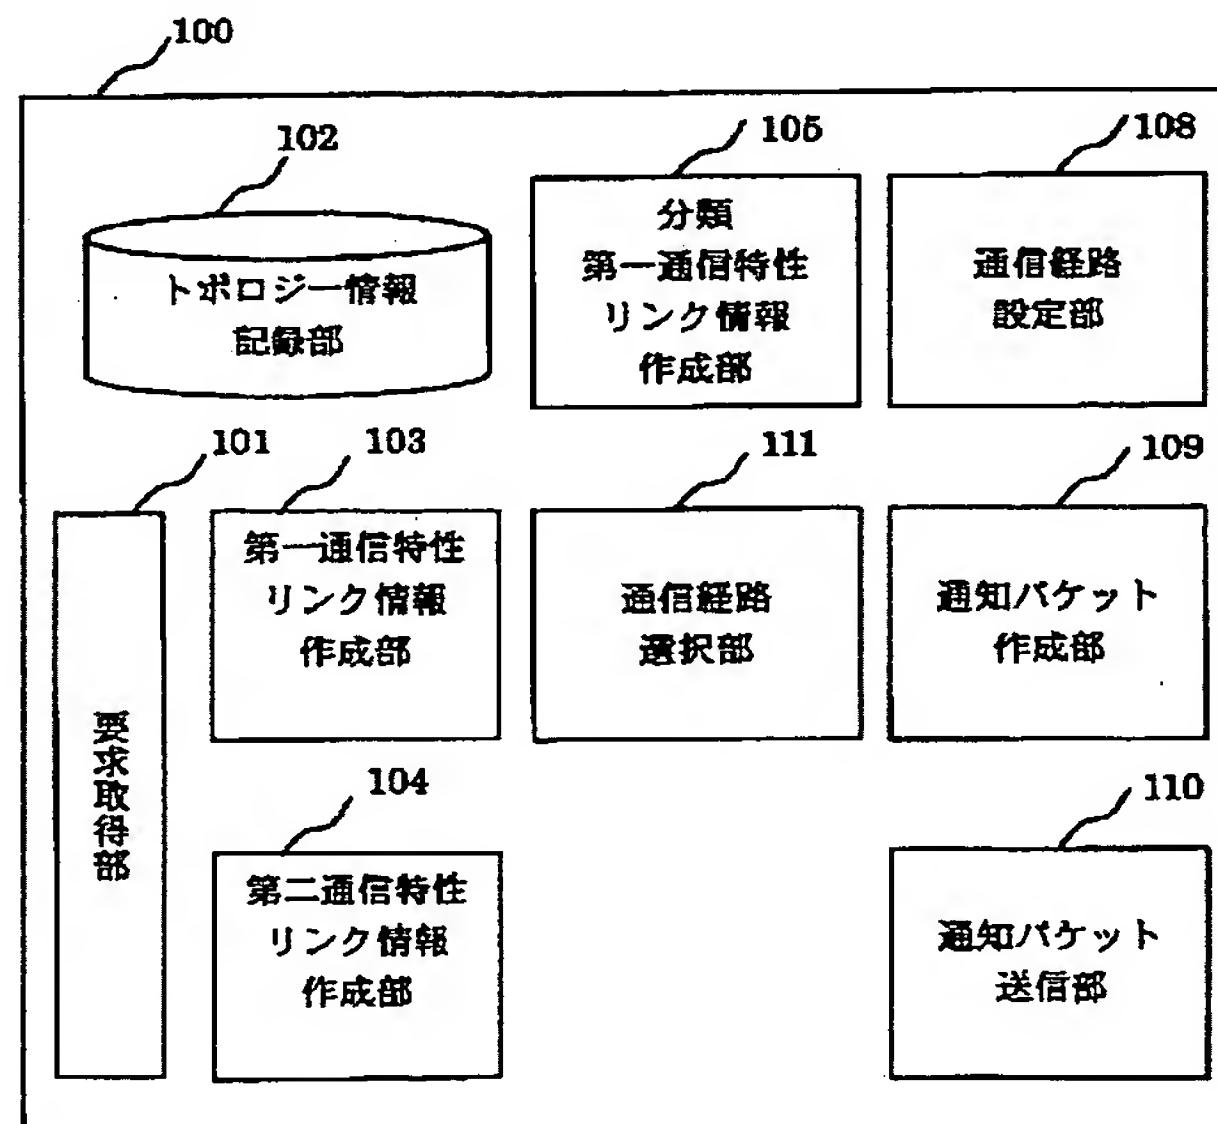 100
102
トポロジー情報
記録部
105
分類
第一通信特性
リンク情報
作成部
108
通信経路
設定部
101
要求取得部
103
第一通信特性
リンク情報
作成部
111
通信経路
選択部
109
通知パケット
作成部
104
第二通信特性
リンク情報
作成部
110
通知パケット
送信部